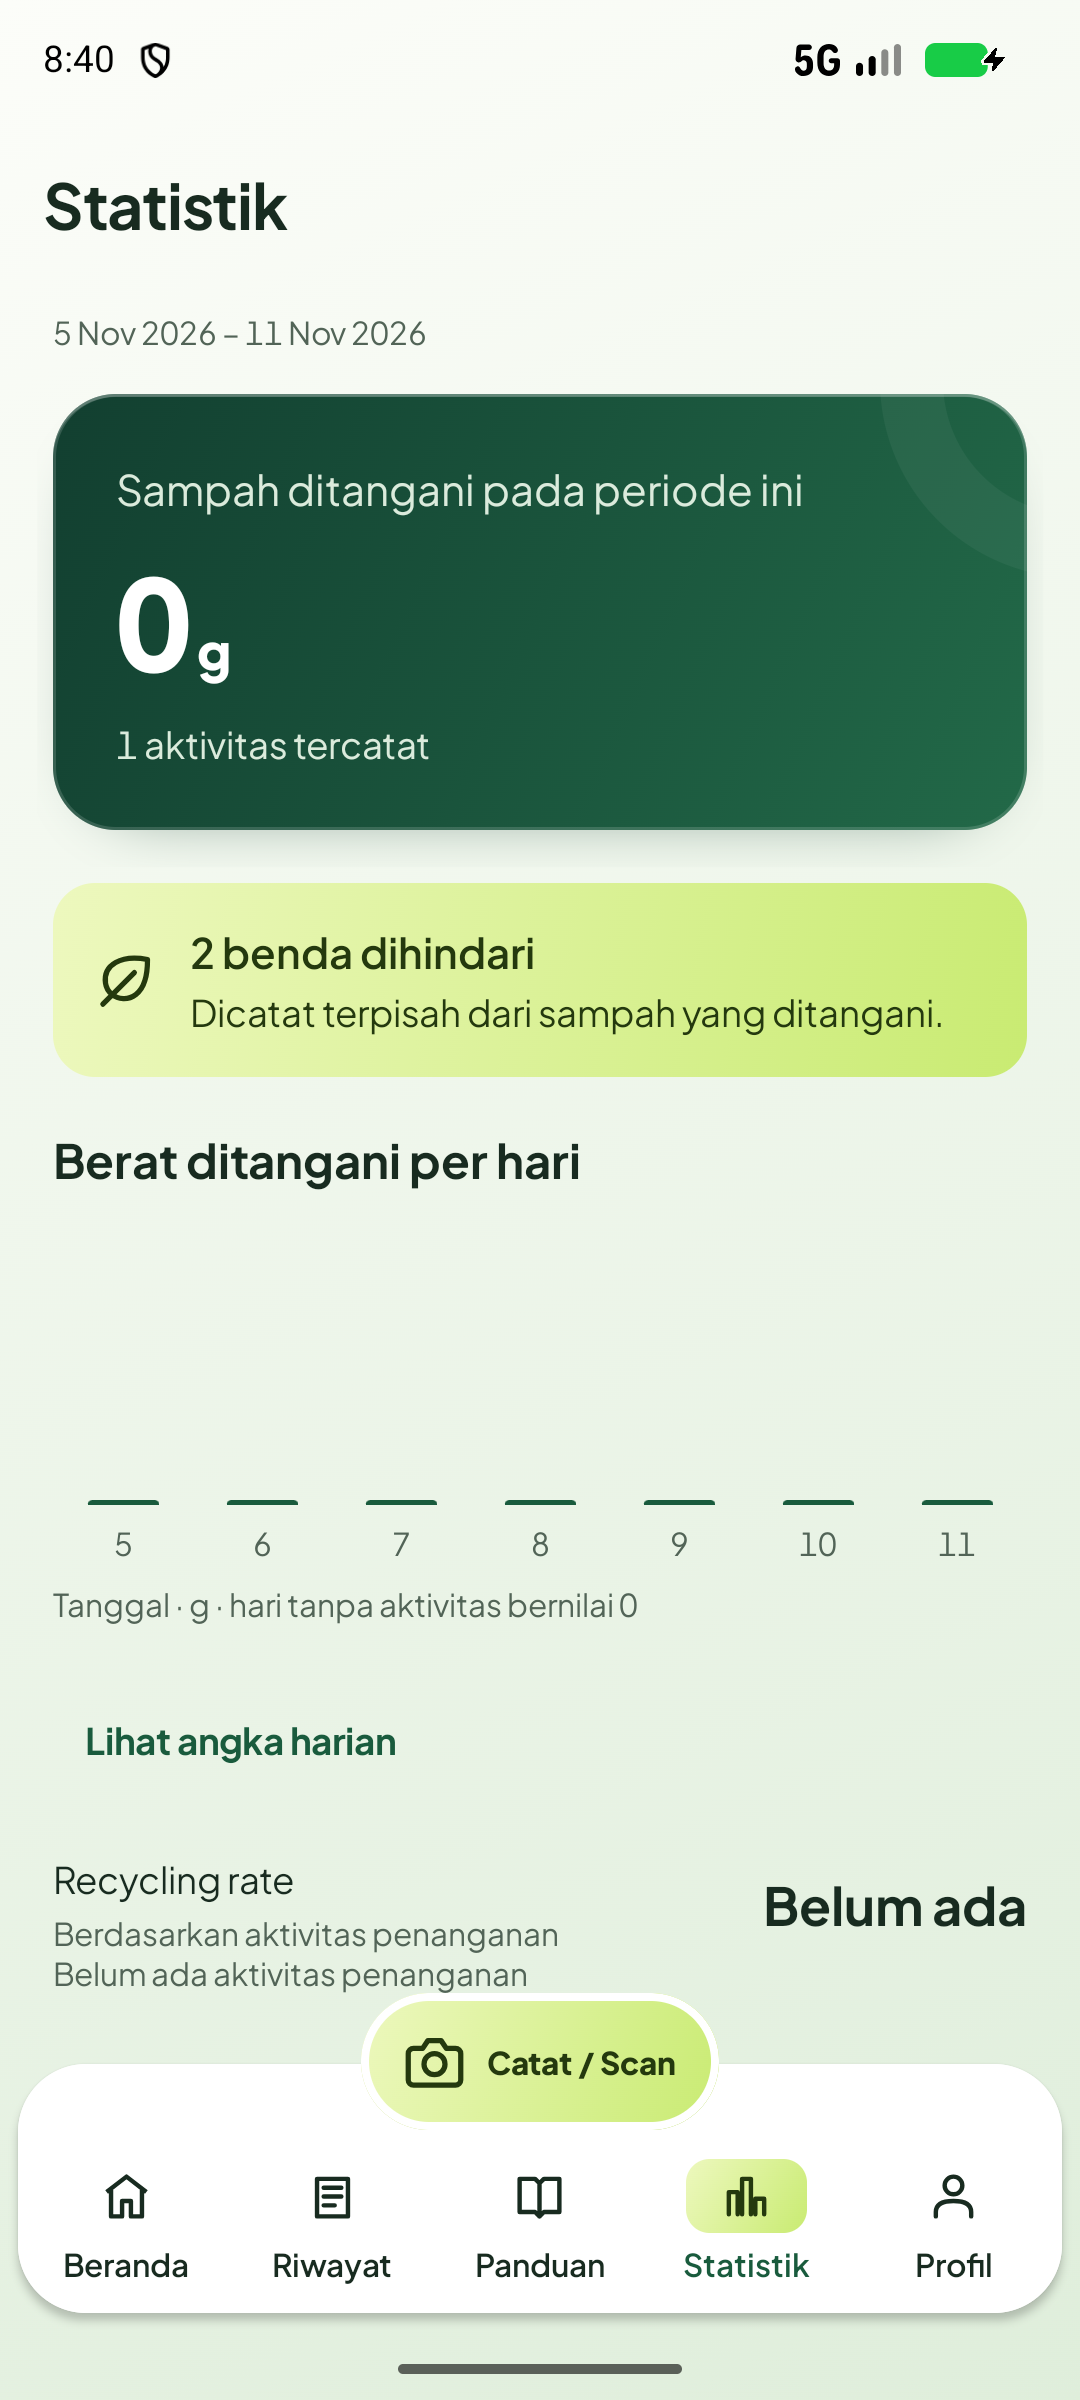 8:40
5G
Statistik
5 Nov 2026 – 11 Nov 2026
Sampah ditangani pada periode ini
0 g
1 aktivitas tercatat
2 benda dihindari
Dicatat terpisah dari sampah yang ditangani.
Berat ditangani per hari
5 6 7 8 9 10 11
Tanggal · g · hari tanpa aktivitas bernilai 0
Lihat angka harian
Recycling rate
Berdasarkan aktivitas penanganan
Belum ada aktivitas penanganan
Belum ada
Catat / Scan
Beranda Riwayat Panduan Statistik Profil